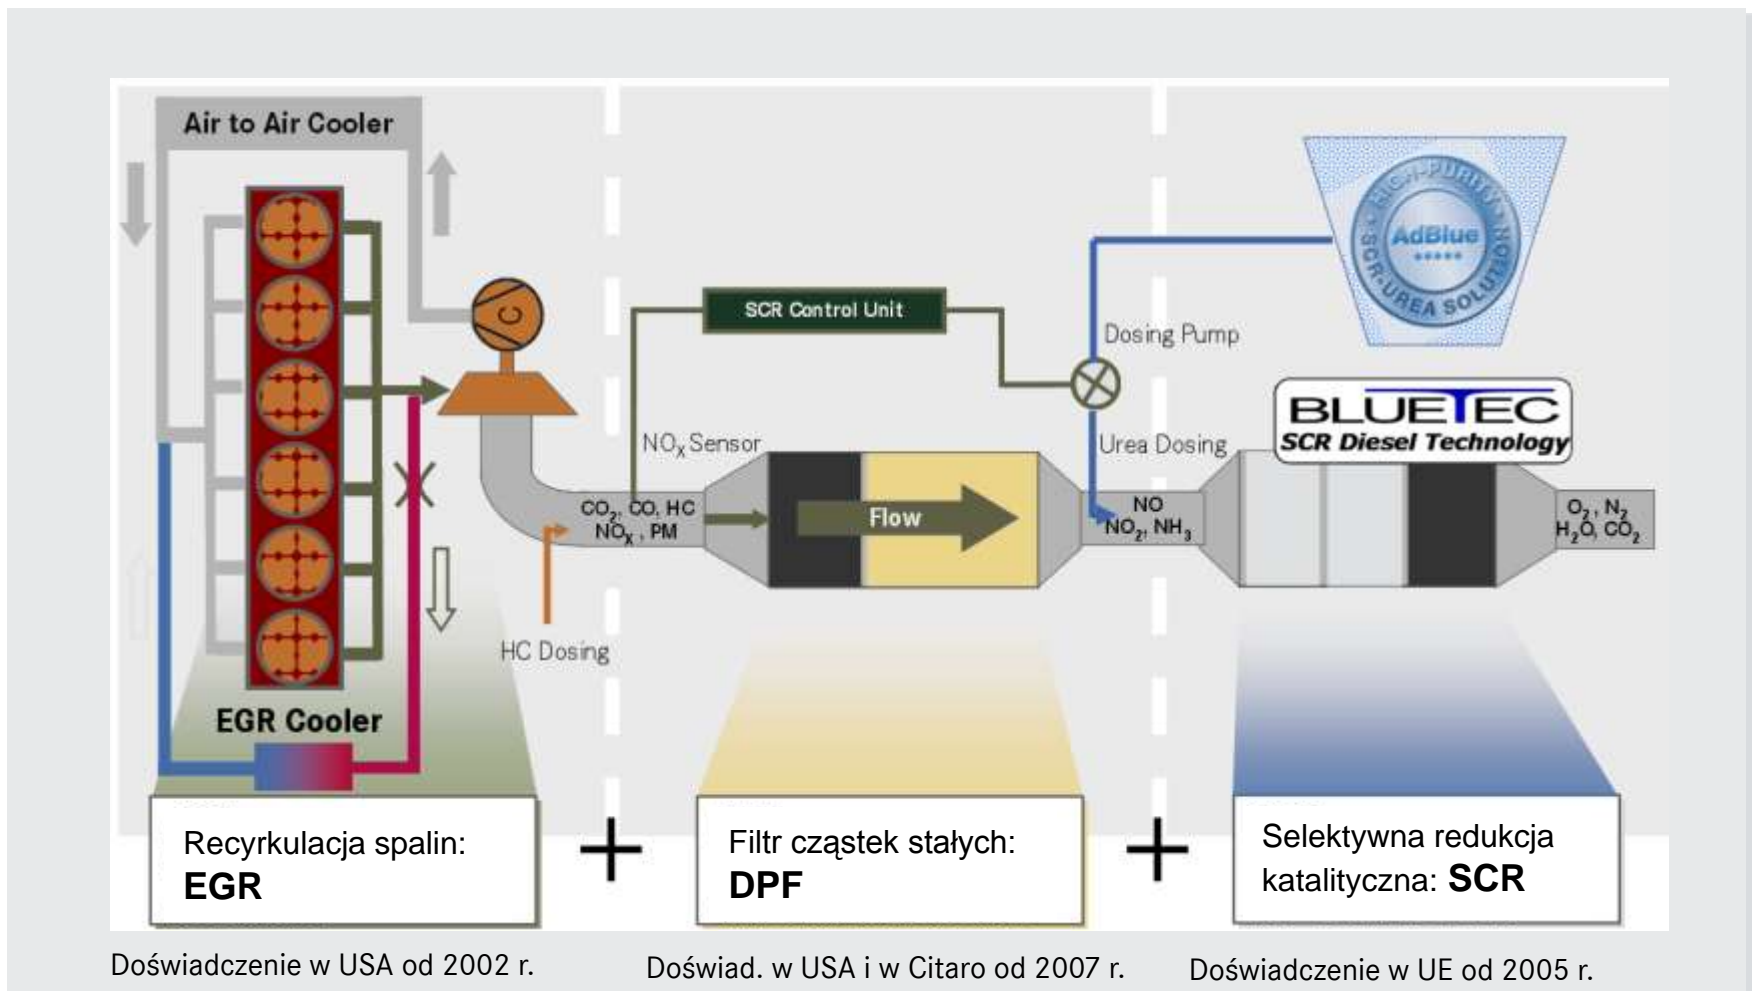 Air to Air Cooler
C
SCR Control Unit
HIGH-PURITY
AdBlue
SCR-UREA SOLUTION
Dosing Pump
BLUETEC
SCR Diesel Technology
NOX Sensor
Urea Dosing
CO2, CO, HC
NOX , PM
Flow
NO
NO2, NH3
O2 , N2
H2O, CO2
HC Dosing
EGR Cooler
Recyrkulacja spalin:
EGR
+
Filtr cząstek stałych:
DPF
+
Selektywna redukcja
katalityczna: SCR
Doświadczenie w USA od 2002 r.
Doświad. w USA i w Citaro od 2007 r.
Doświadczenie w UE od 2005 r.